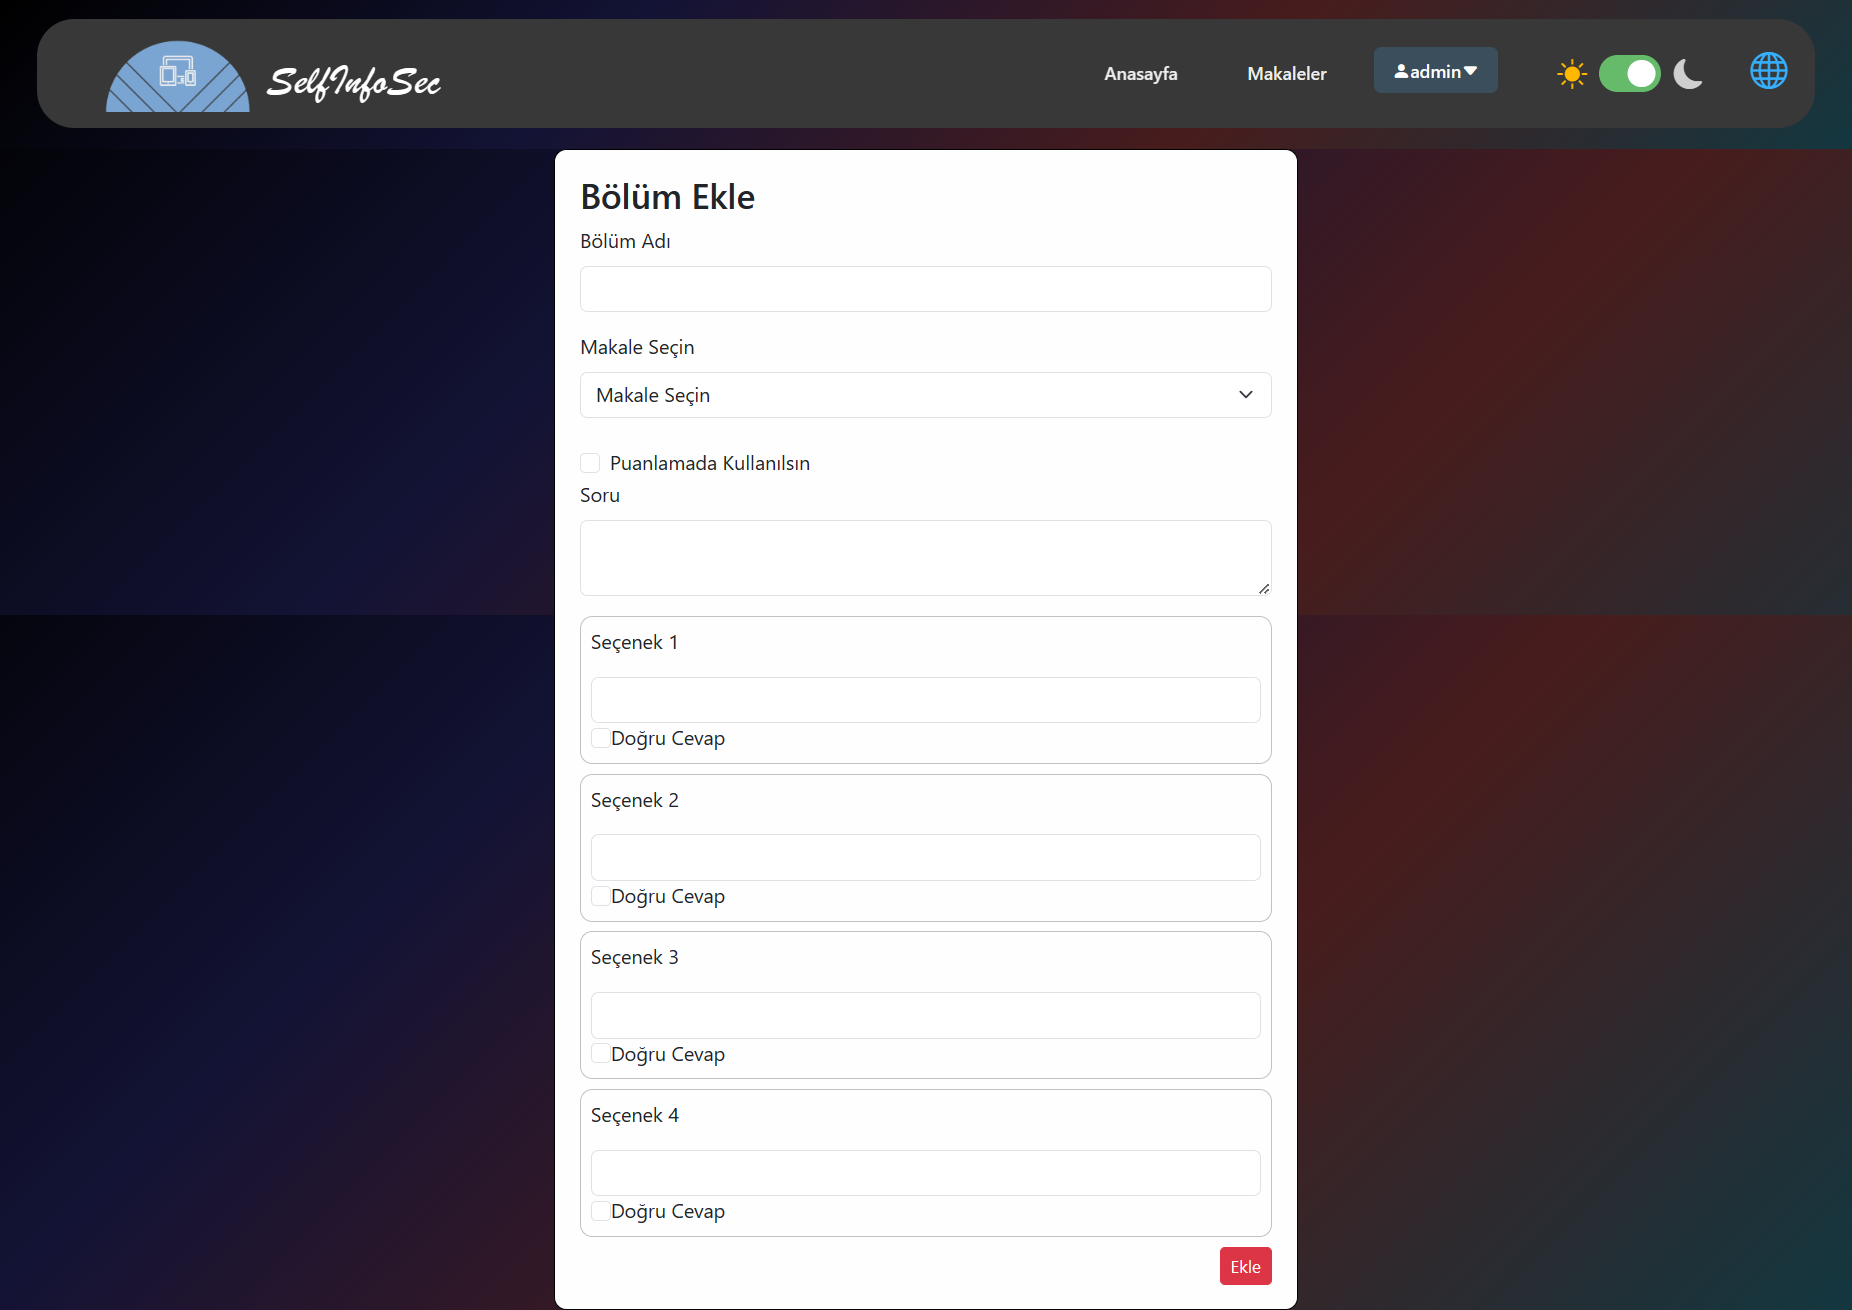 SelfInfoSec
Anasayfa
Makaleler
admin
Bölüm Ekle
Bölüm Adı
Makale Seçin
Makale Seçin
Puanlamada Kullanılsın
Soru
Seçenek 1
Doğru Cevap
Seçenek 2
Doğru Cevap
Seçenek 3
Doğru Cevap
Seçenek 4
Doğru Cevap
Ekle